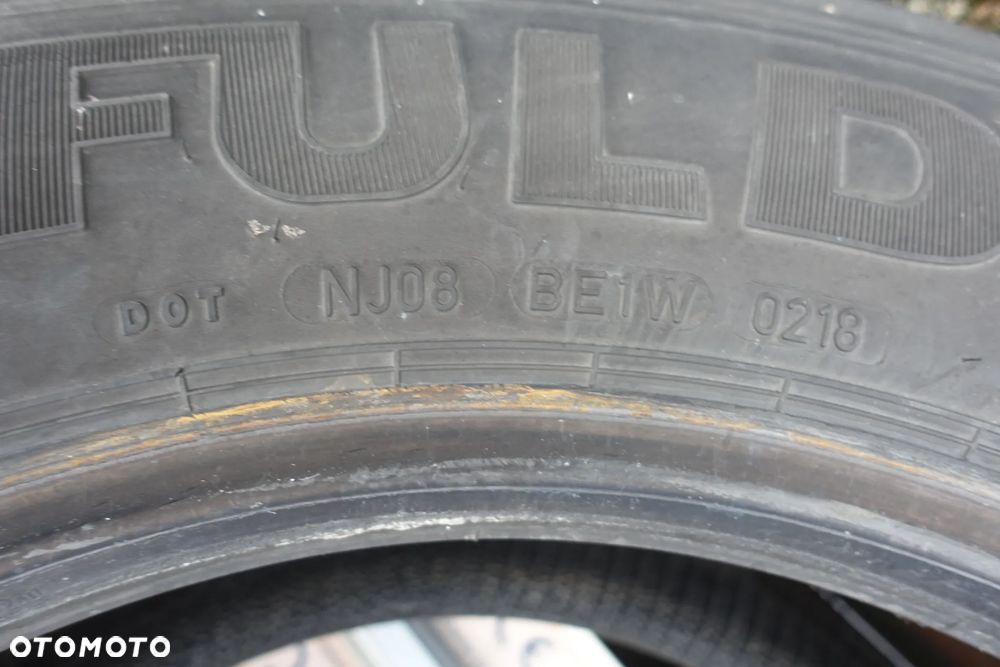 FULD
DOT NJ08 BE1W 0218
OTOMOTO